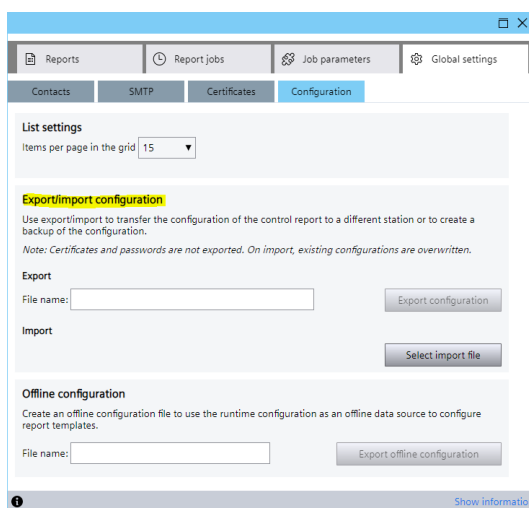 Reports
Report jobs
Job parameters
Global settings
Contacts
SMTP
Certificates
Configuration
List settings
Items per page in the grid 15
Export/import configuration
Use export/import to transfer the configuration of the control report to a different station or to create a
backup of the configuration.
Note: Certificates and passwords are not exported. On import, existing configurations are overwritten.
Export
File name:
Export configuration
Import
Select import file
Offline configuration
Create an offline configuration file to use the runtime configuration as an offline data source to configure
report templates.
File name:
Export offline configuration
Show informatio